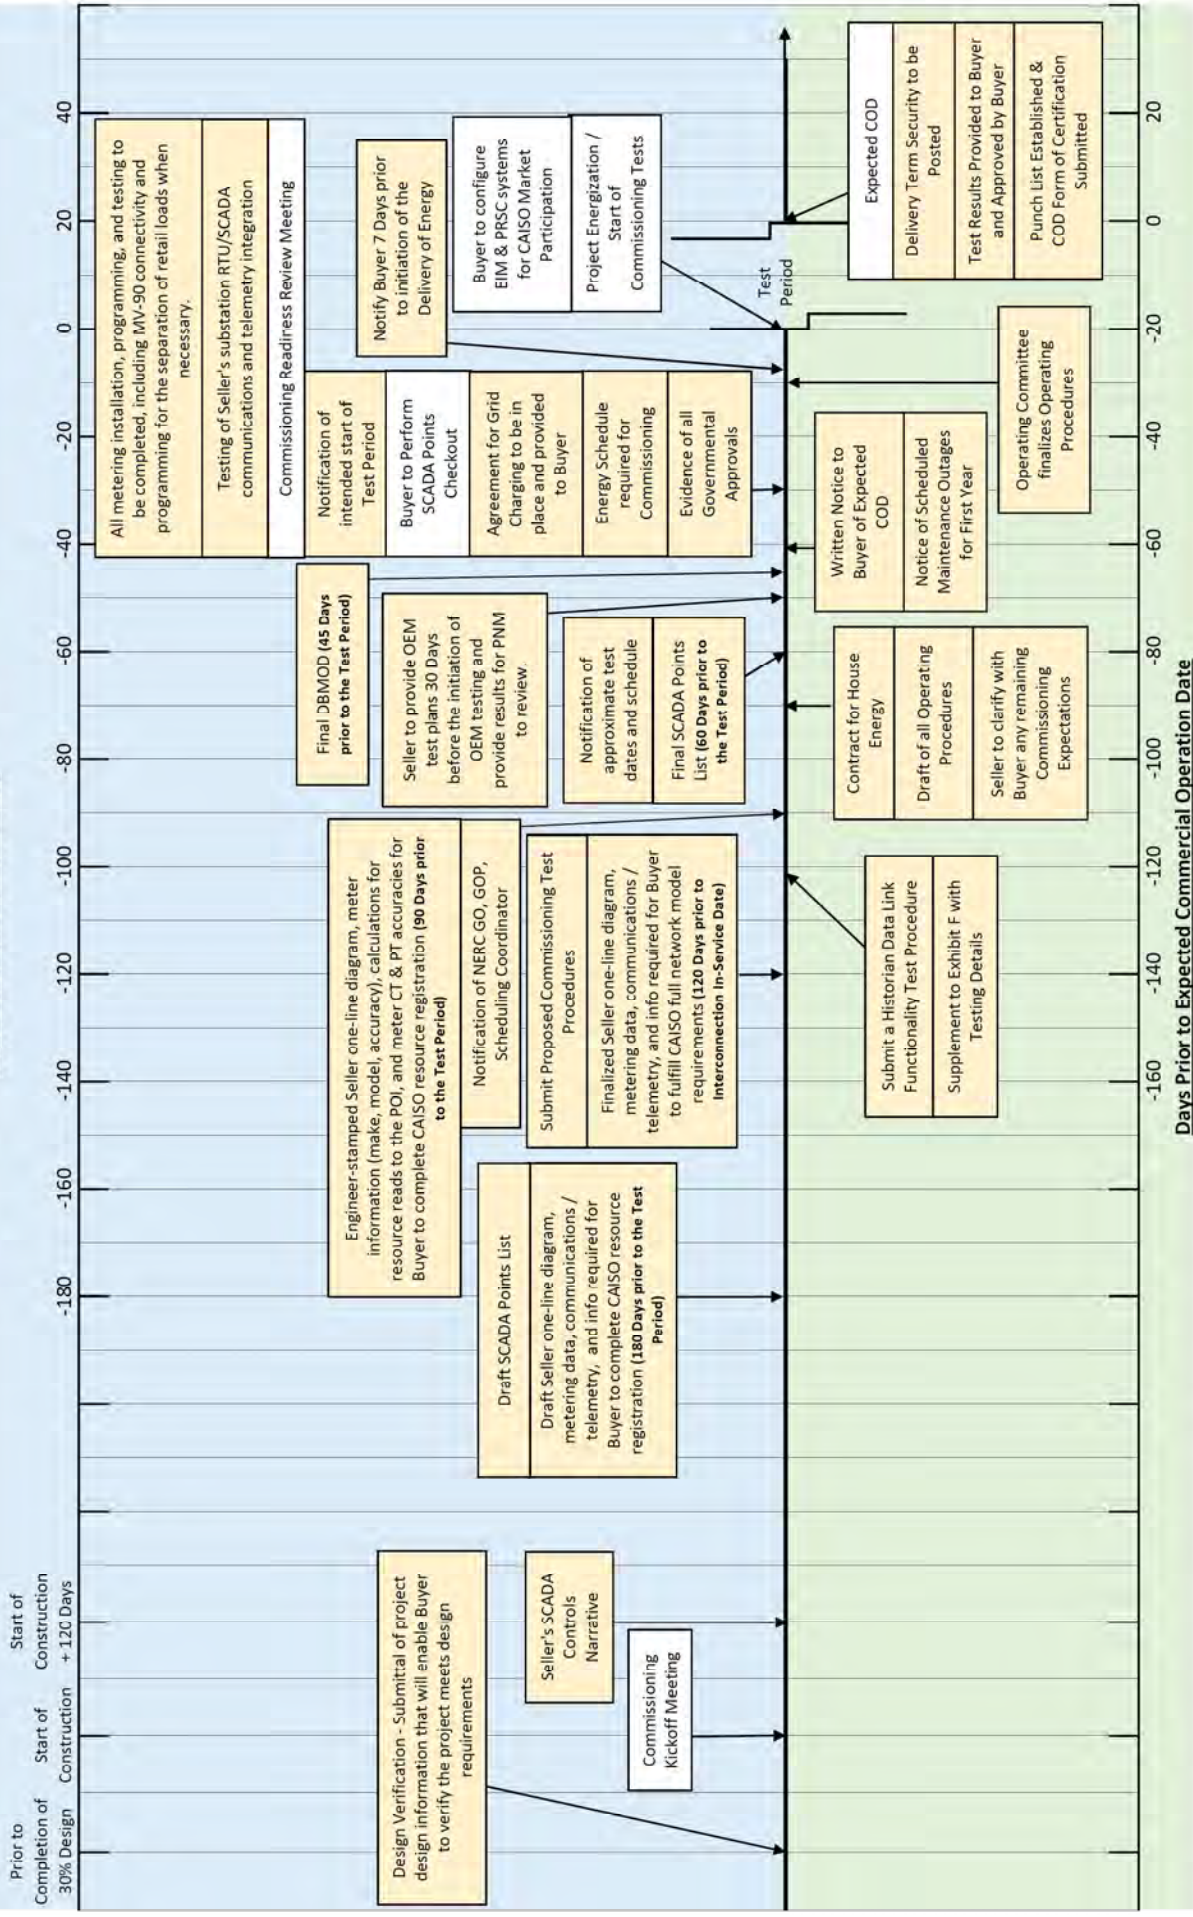 Prior to
Completion of
30% Design
Start of
Construction
Start of
Construction
+ 120 Days
-180
-160
-140
-120
-100
-80
-60
-40
-20
0
20
40
Design Verification - Submittal of project
design information that will enable Buyer
to verify the project meets design
requirements
Seller's SCADA
Controls
Narrative
Commissioning
Kickoff Meeting
Draft SCADA Points List
Draft Seller one-line diagram,
metering data, communications /
telemetry, and info required for
Buyer to complete CAISO resource
registration (180 Days prior to the Test
Period)
Engineer-stamped Seller one-line diagram, meter
information (make, model, accuracy), calculations for
resource reads to the POI, and meter CT & PT accuracies for
Buyer to complete CAISO resource registration (90 Days prior
to the Test Period)
Notification of NERC GO, GOP,
Scheduling Coordinator
Submit Proposed Commissioning Test
Procedures
Finalized Seller one-line diagram,
metering data, communications /
telemetry, and info required for Buyer
to fulfill CAISO full network model
requirements (120 Days prior to
Interconnection In-Service Date)
Final DBMOD (45 Days
prior to the Test Period)
Seller to provide OEM
test plans 30 Days
before the initiation of
OEM testing and
provide results for PNM
to review.
Notification of
approximate test
dates and schedule
Final SCADA Points
List (60 Days prior to
the Test Period)
All metering installation, programming, and testing to
be completed, including MV-90 connectivity and
programming for the separation of retail loads when
necessary.
Testing of Seller's substation RTU/SCADA
communications and telemetry integration
Commissioning Readiness Review Meeting
Notification of
intended start of
Test Period
Buyer to Perform
SCADA Points
Checkout
Agreement for Grid
Charging to be in
place and provided
to Buyer
Energy Schedule
required for
Commissioning
Evidence of all
Governmental
Approvals
Notify Buyer 7 Days prior
to initiation of the
Delivery of Energy
Buyer to configure
EIM & PRSC systems
for CAISO Market
Participation
Project Energization /
Start of
Commissioning Tests
Test
Period
Submit a Historian Data Link
Functionality Test Procedure
Supplement to Exhibit F with
Testing Details
Contract for House
Energy
Draft of all Operating
Procedures
Seller to clarify with
Buyer any remaining
Commissioning
Expectations
Written Notice to
Buyer of Expected
COD
Notice of Scheduled
Maintenance Outages
for First Year
Operating Committee
finalizes Operating
Procedures
Expected COD
Delivery Term Security to be
Posted
Test Results Provided to Buyer
and Approved by Buyer
Punch List Established &
COD Form of Certification
Submitted
-160
-140
-120
-100
-80
-60
-40
-20
0
20
Days Prior to Expected Commercial Operation Date